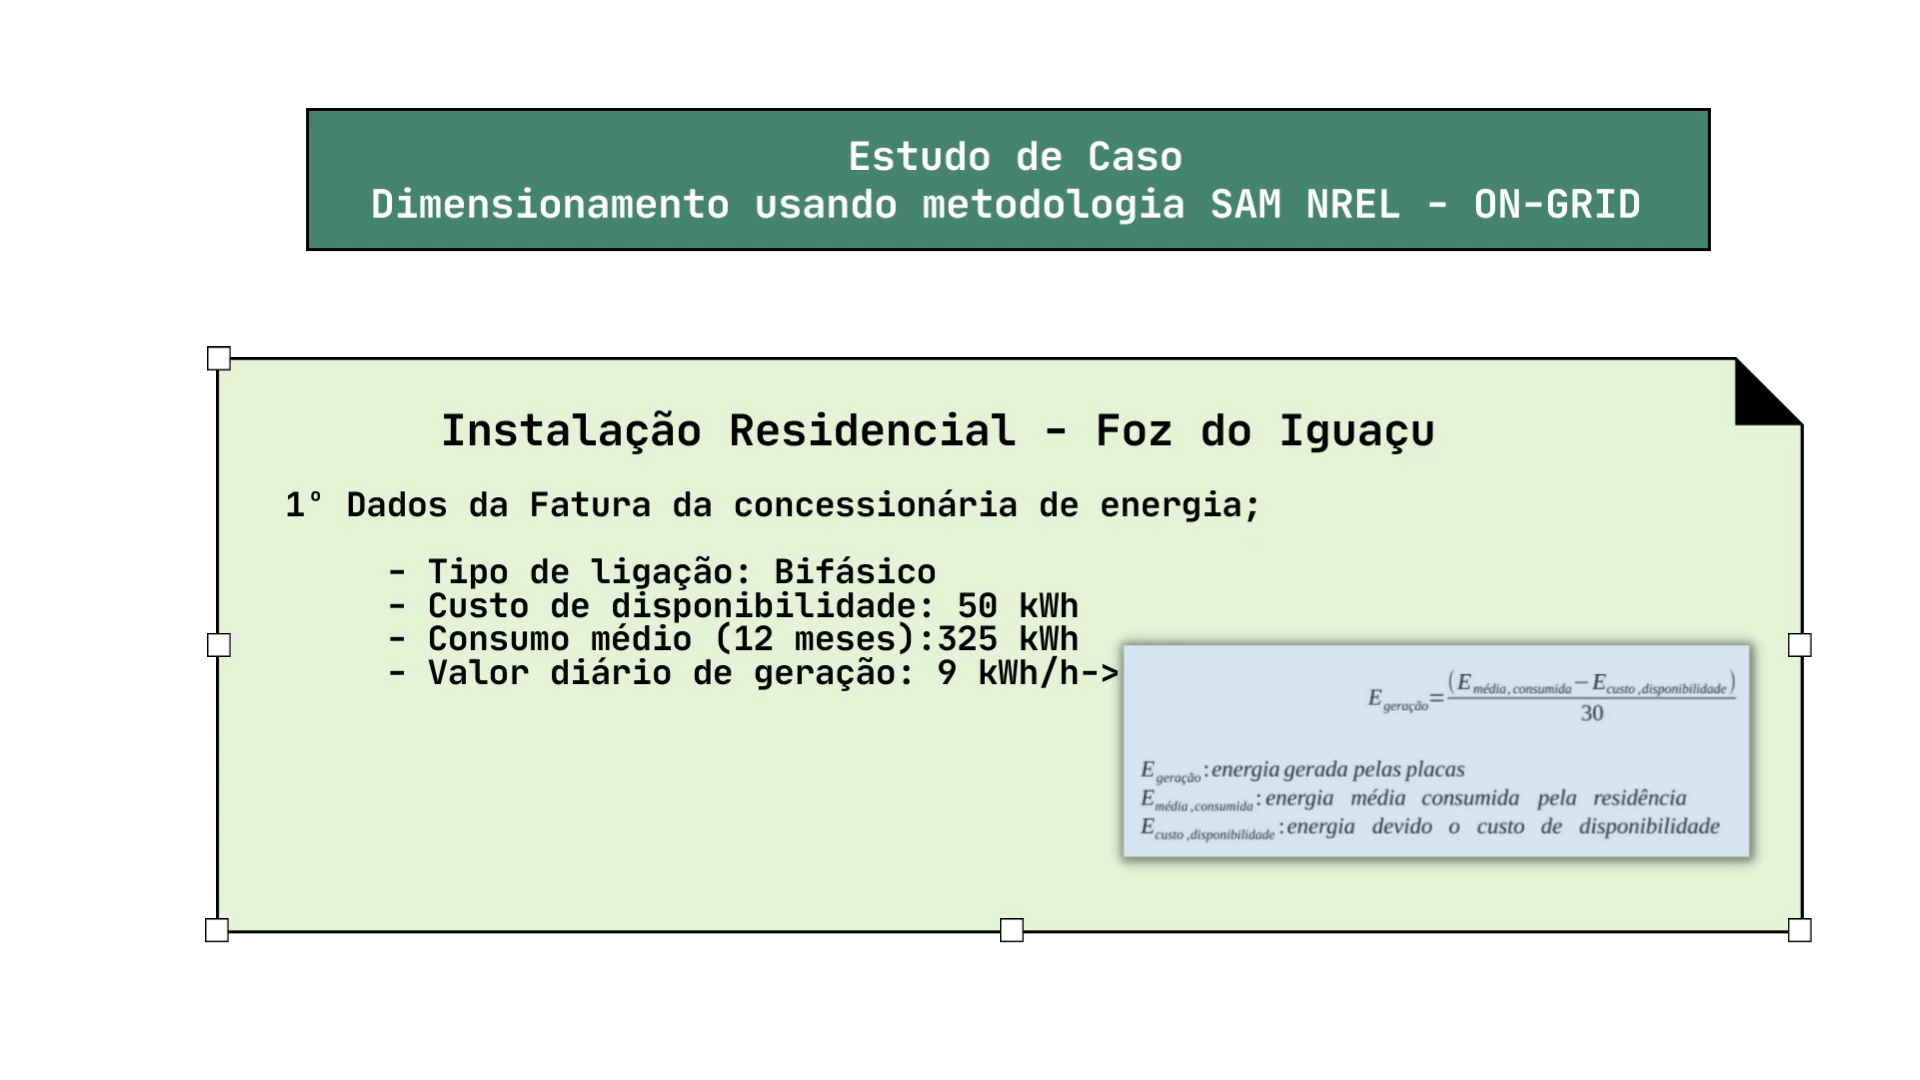 Estudo de Caso
Dimensionamento usando metodologia SAM NREL - ON-GRID
Instalação Residencial - Foz do Iguaçu
1º Dados da Fatura da concessionária de energia;
- Tipo de ligação: Bifásico
- Custo de disponibilidade: 50 kWh
- Consumo médio (12 meses):325 kWh
- Valor diário de geração: 9 kWh/h->
E geração = (E média,consumida − E custo,disponibilidade) / 30
E geração : energia gerada pelas placas
E média,consumida : energia média consumida pela residência
E custo,disponibilidade : energia devido o custo de disponibilidade